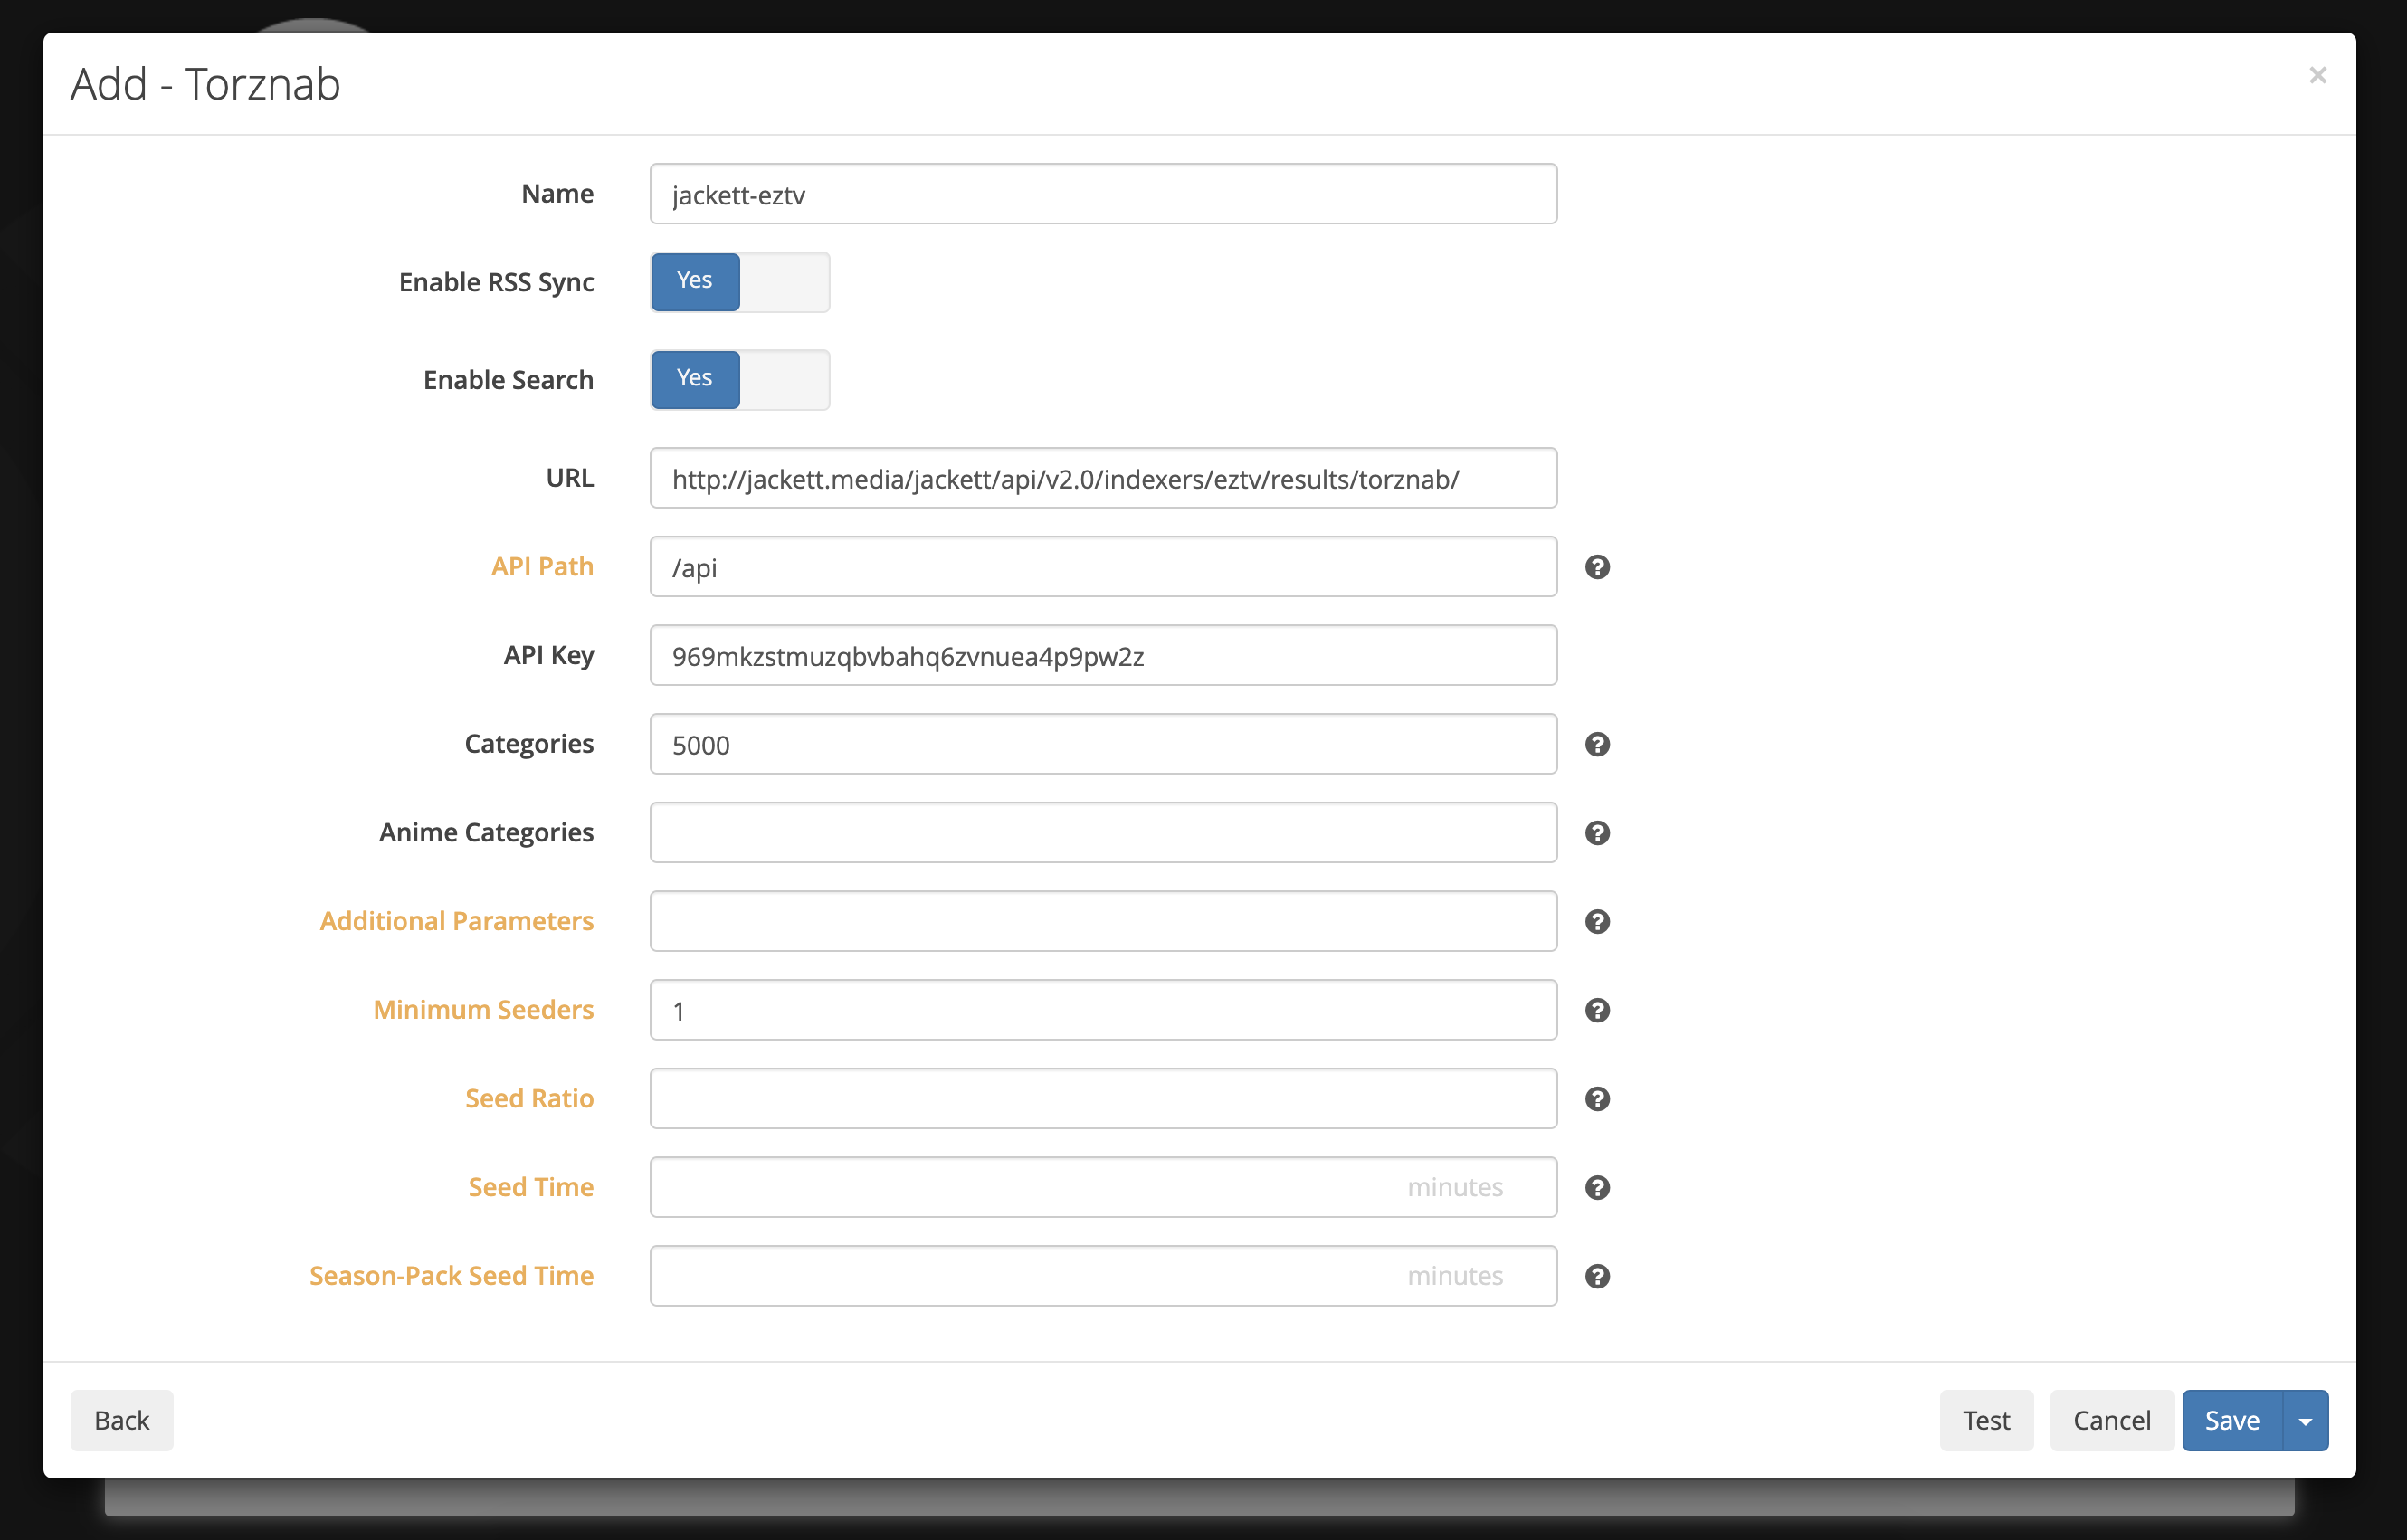 Add - Torznab
×
Name
jackett-eztv
Enable RSS Sync
Yes
Enable Search
Yes
URL
http://jackett.media/jackett/api/v2.0/indexers/eztv/results/torznab/
API Path
/api
?
API Key
969mkzstmuzqbvbahq6zvnuea4p9pw2z
Categories
5000
?
Anime Categories
?
Additional Parameters
?
Minimum Seeders
1
?
Seed Ratio
?
Seed Time
minutes
?
Season-Pack Seed Time
minutes
?
Back
Test
Cancel
Save